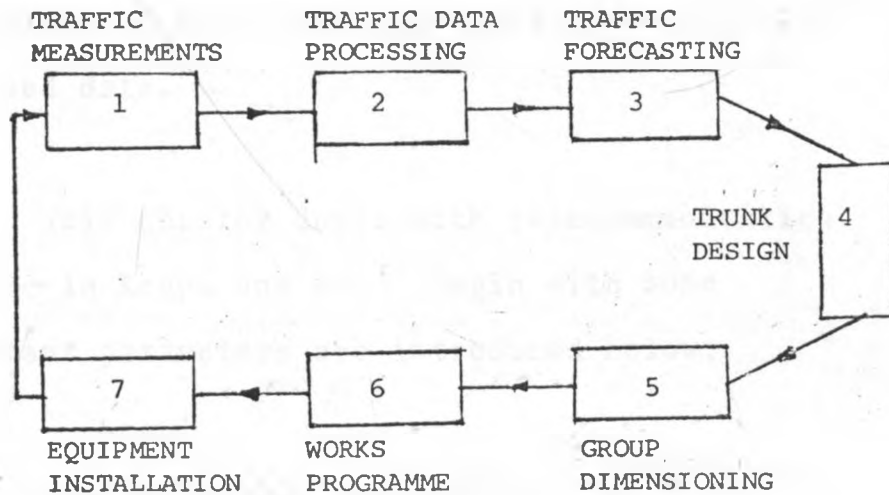 TRAFFIC
MEASUREMENTS
TRAFFIC DATA
PROCESSING
TRAFFIC
FORECASTING
1
2
3
TRUNK
DESIGN
4
7
6
5
EQUIPMENT
INSTALLATION
WORKS
PROGRAMME
GROUP
DIMENSIONING